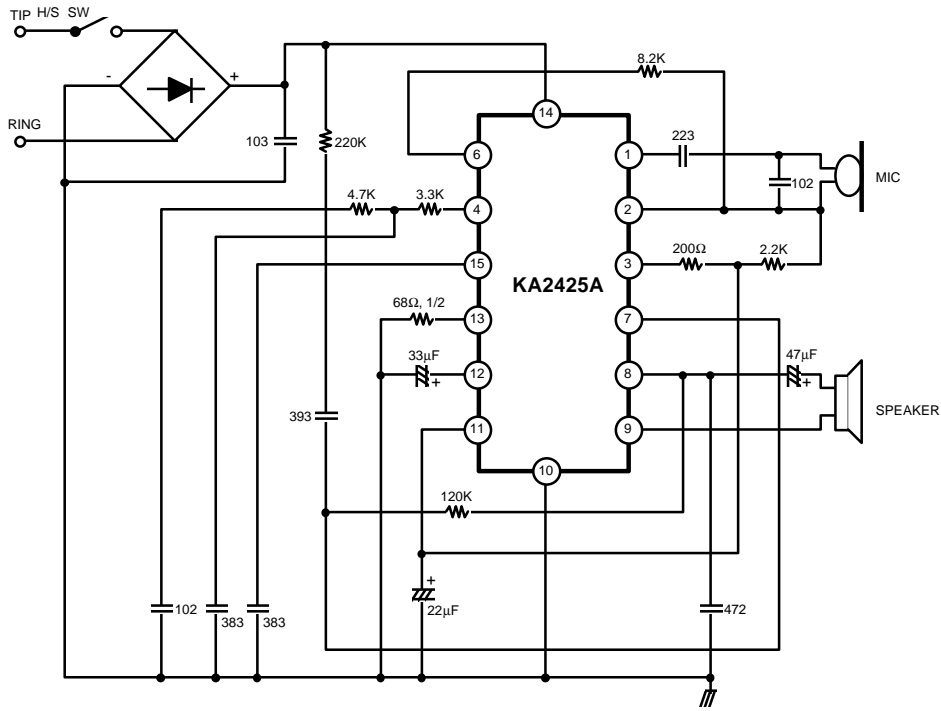 TIP H/S SW
8.2K
-
+
14
RING
103
220K
6
1
223
102
MIC
4.7K
3.3K
4
2
15
3
200Ω
2.2K
KA2425A
68Ω, 1/2
13
7
33µF
+
12
8
47µF
+
SPEAKER
393
11
9
10
120K
+
22µF
102
383
383
472